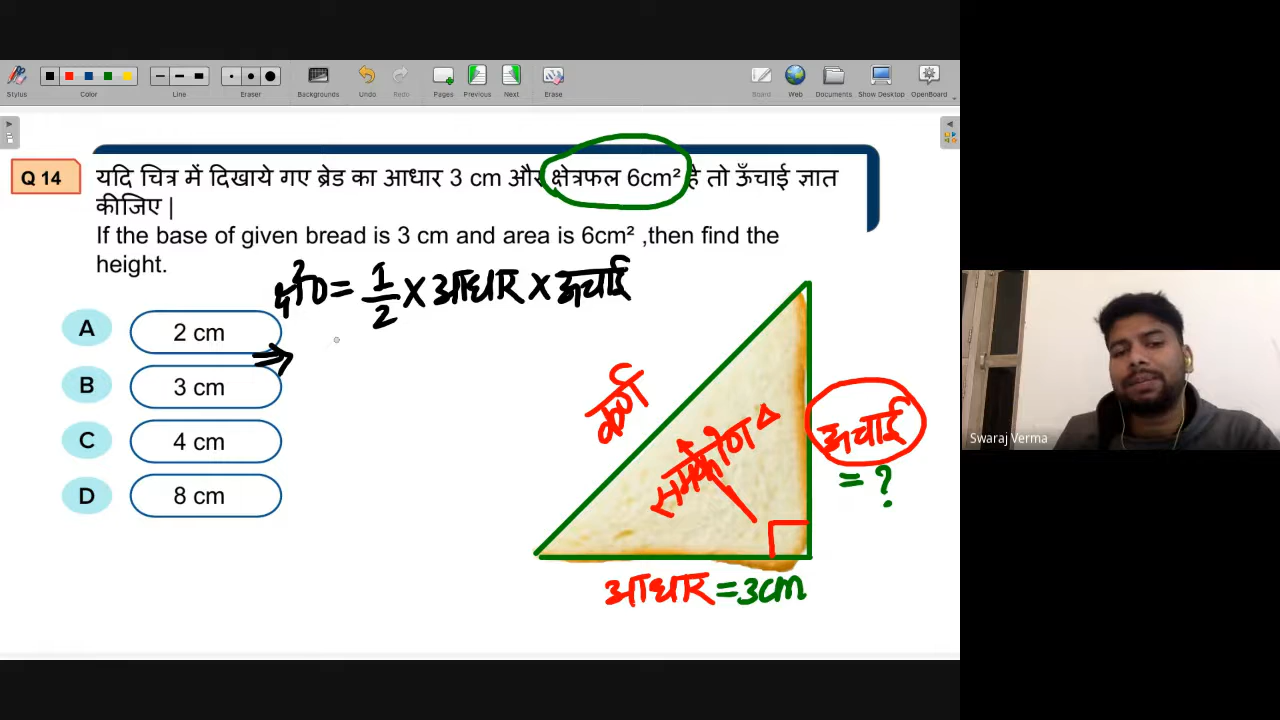 Stylus
Color
Line
Eraser
Backgrounds
Undo
Redo
Pages
Previous
Next
Erase
Board
Web
Documents
Show Desktop
OpenBoard
Q 14
यदि चित्र में दिखाये गए ब्रेड का आधार 3 cm और क्षेत्रफल 6cm² है तो ऊँचाई ज्ञात
कीजिए |
If the base of given bread is 3 cm and area is 6cm² ,then find the
height.
= 1/2 × आधार × ऊचाई
A 2 cm
⇒
B 3 cm
C 4 cm
D 8 cm
कर्ण
समकोण Δ
ऊचाई
= ?
आधार = 3cm
Swaraj Verma